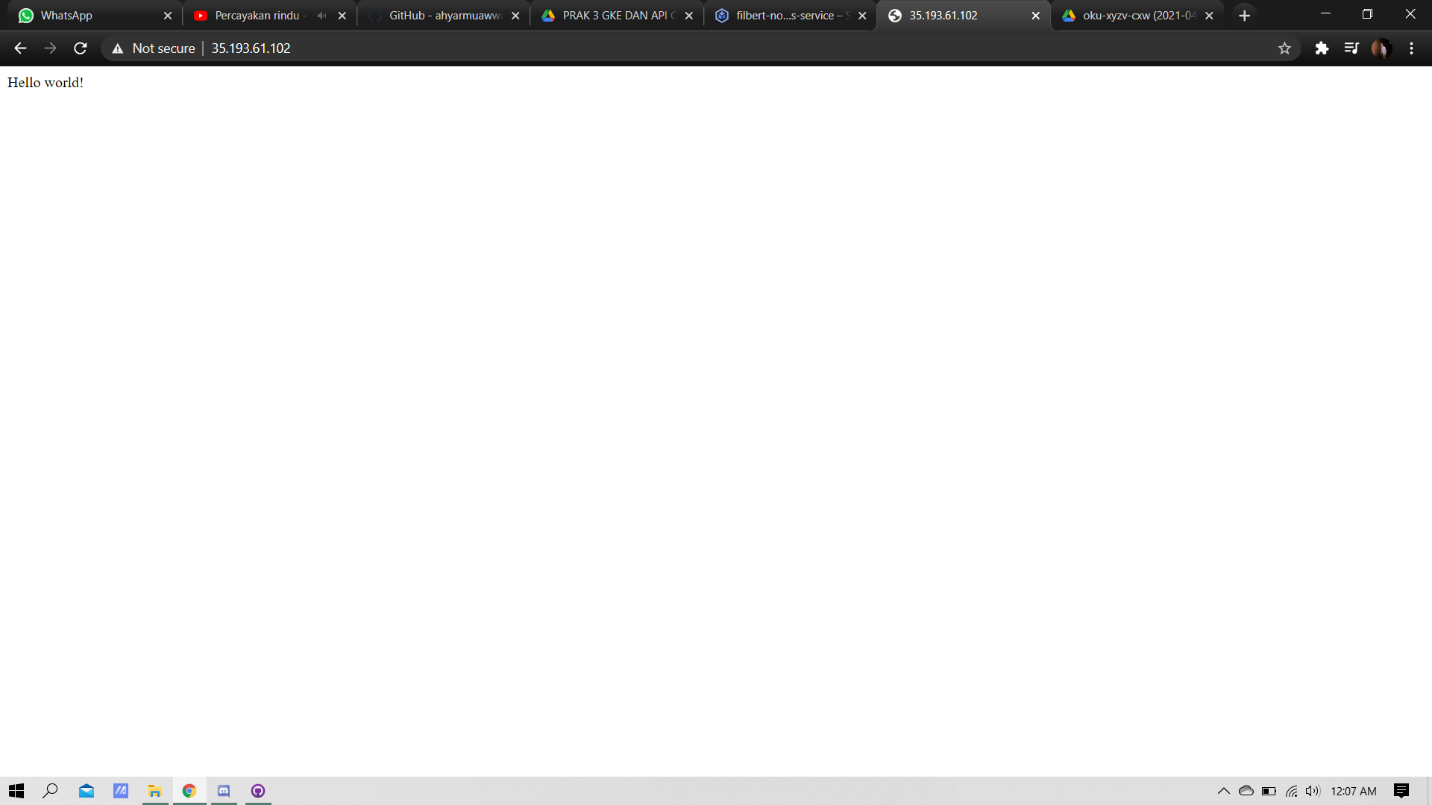 WhatsApp
Percayakan rindu -
GitHub - ahyarmuaww
PRAK 3 GKE DAN API
filbert-no...s-service –
35.193.61.102
oku-xyzv-cxw (2021-04
Not secure
35.193.61.102
Hello world!
12:07 AM